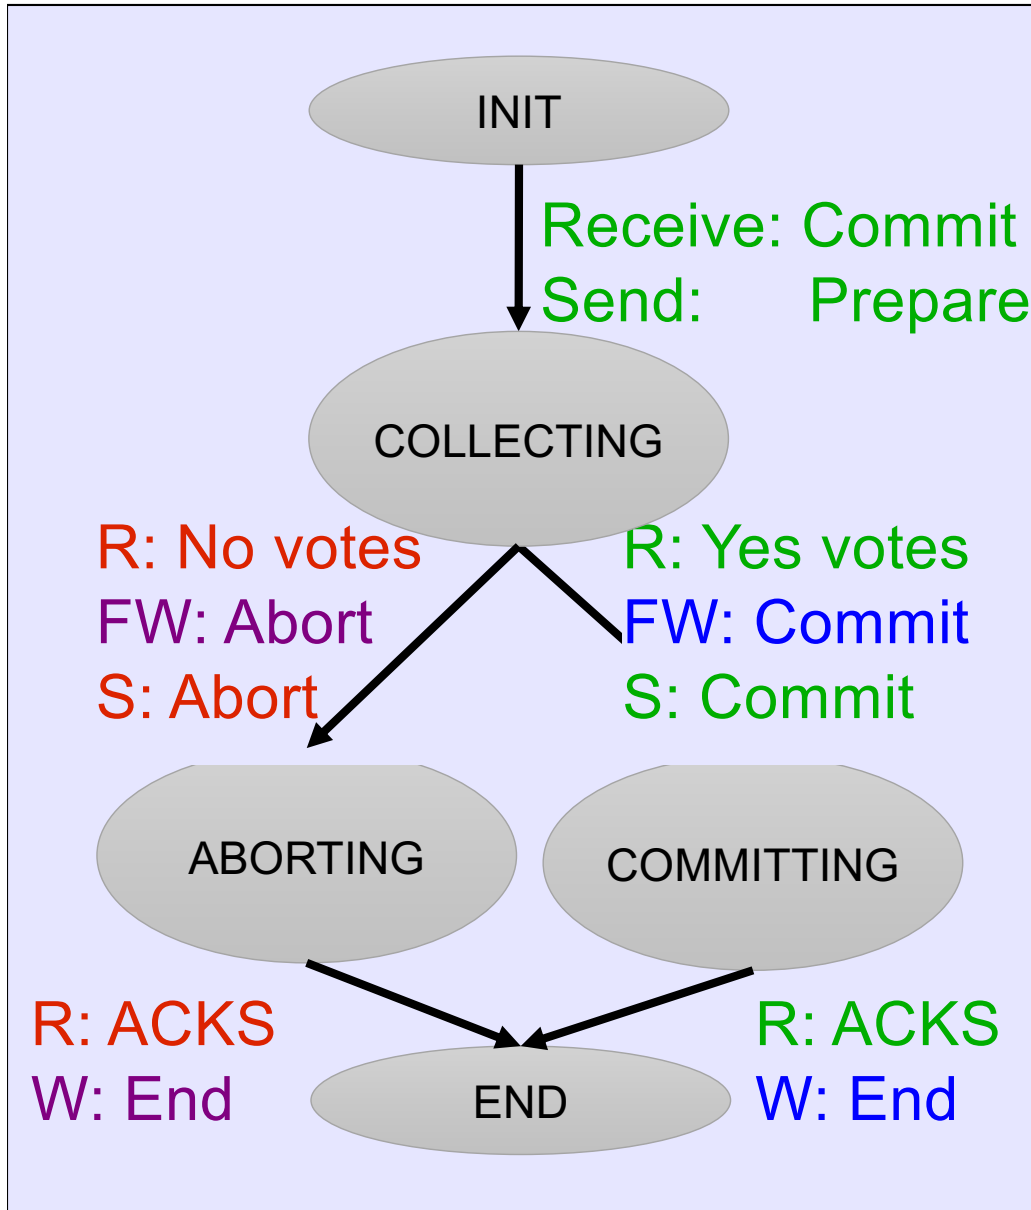 INIT
Receive: Commit
Send: Prepare
COLLECTING
R: No votes
FW: Abort
S: Abort
R: Yes votes
FW: Commit
S: Commit
ABORTING
COMMITTING
R: ACKS
W: End
R: ACKS
W: End
END